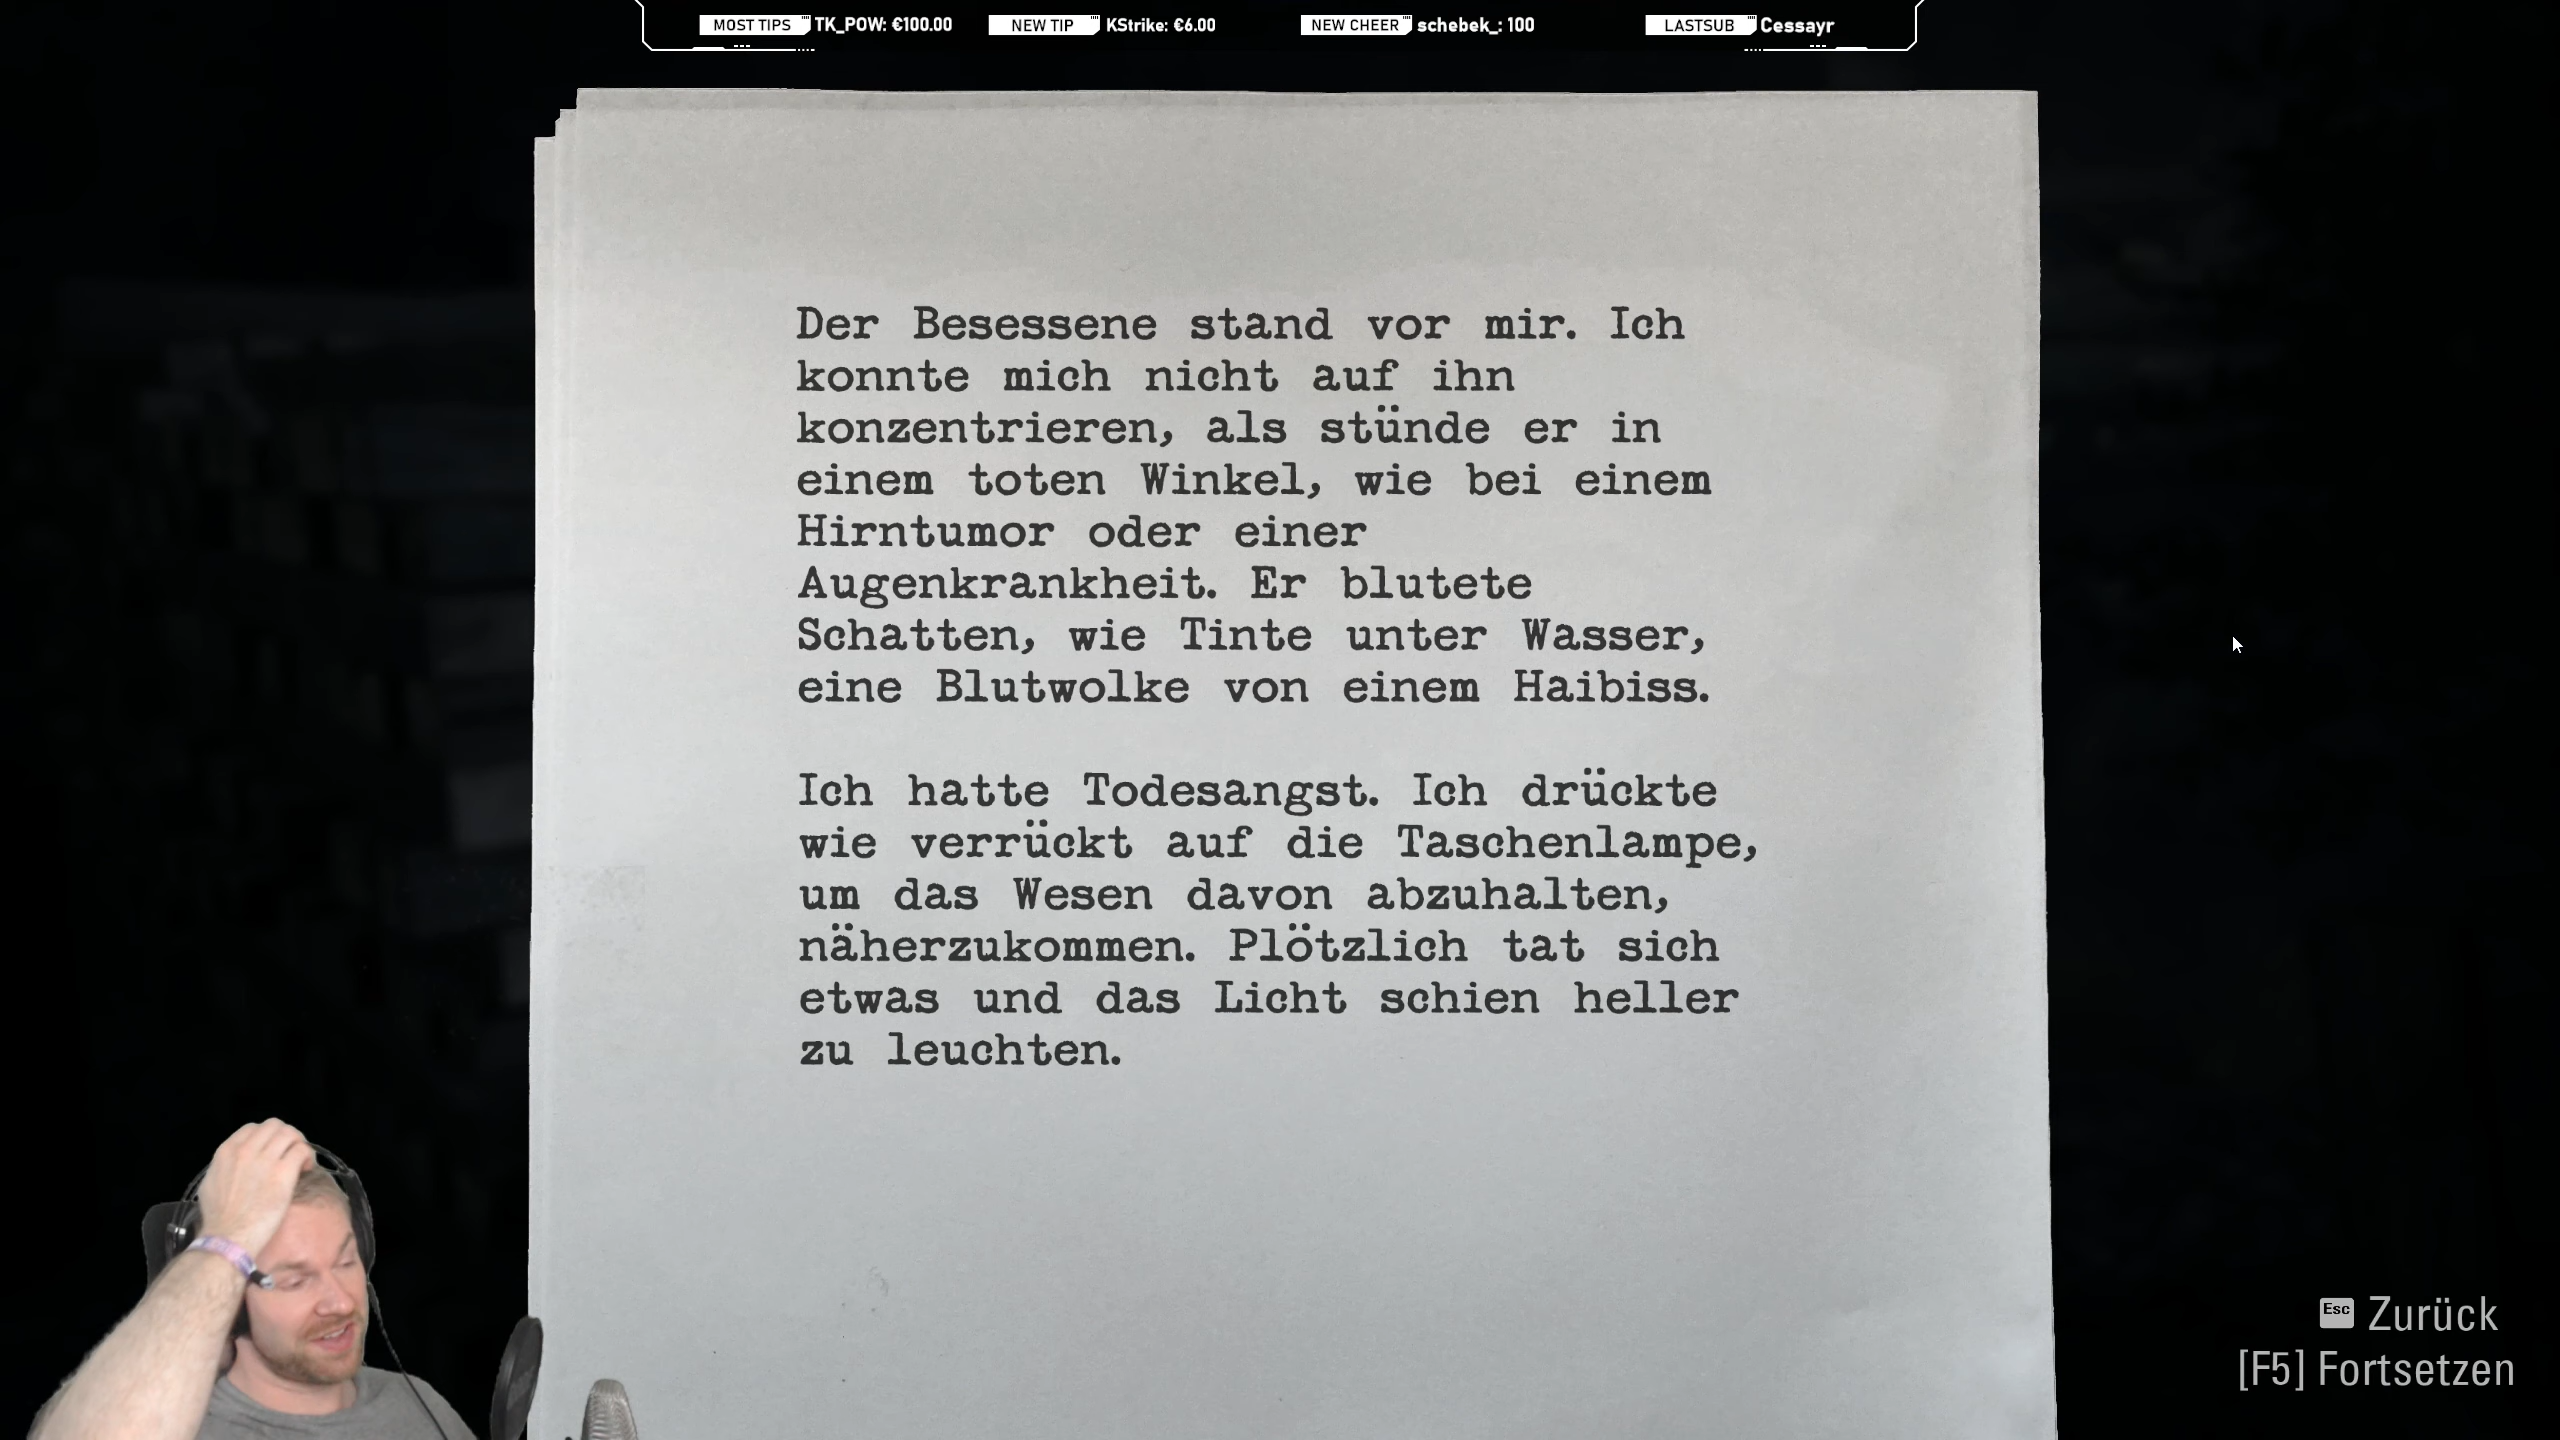 MOST TIPS TK_POW: €100.00 NEW TIP KStrike: €6.00 NEW CHEER schebek_: 100 LASTSUB Cessayr
Der Besessene stand vor mir. Ich
konnte mich nicht auf ihn
konzentrieren, als stünde er in
einem toten Winkel, wie bei einem
Hirntumor oder einer
Augenkrankheit. Er blutete
Schatten, wie Tinte unter Wasser,
eine Blutwolke von einem Haibiss.
Ich hatte Todesangst. Ich drückte
wie verrückt auf die Taschenlampe,
um das Wesen davon abzuhalten,
näherzukommen. Plötzlich tat sich
etwas und das Licht schien heller
zu leuchten.
Esc Zurück
[F5] Fortsetzen